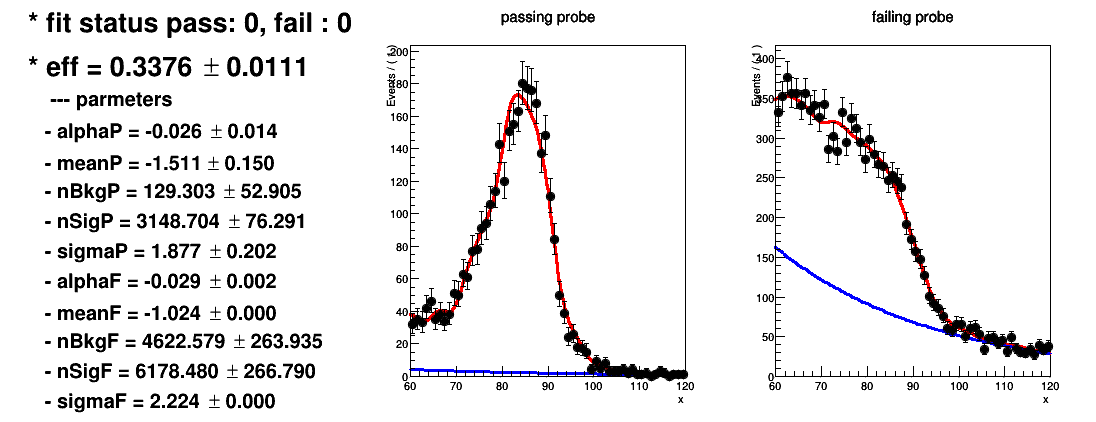 * fit status pass: 0, fail : 0
* eff = 0.3376 ± 0.0111
--- parmeters
- alphaP = -0.026 ± 0.014
- meanP = -1.511 ± 0.150
- nBkgP = 129.303 ± 52.905
- nSigP = 3148.704 ± 76.291
- sigmaP = 1.877 ± 0.202
- alphaF = -0.029 ± 0.002
- meanF = -1.024 ± 0.000
- nBkgF = 4622.579 ± 263.935
- nSigF = 6178.480 ± 266.790
- sigmaF = 2.224 ± 0.000
passing probe
Events / ( 1 )
200
180
160
140
120
100
80
60
40
20
0
60 70 80 90 100 110 120
x
failing probe
Events / ( 1 )
400
350
300
250
200
150
100
50
0
60 70 80 90 100 110 120
x